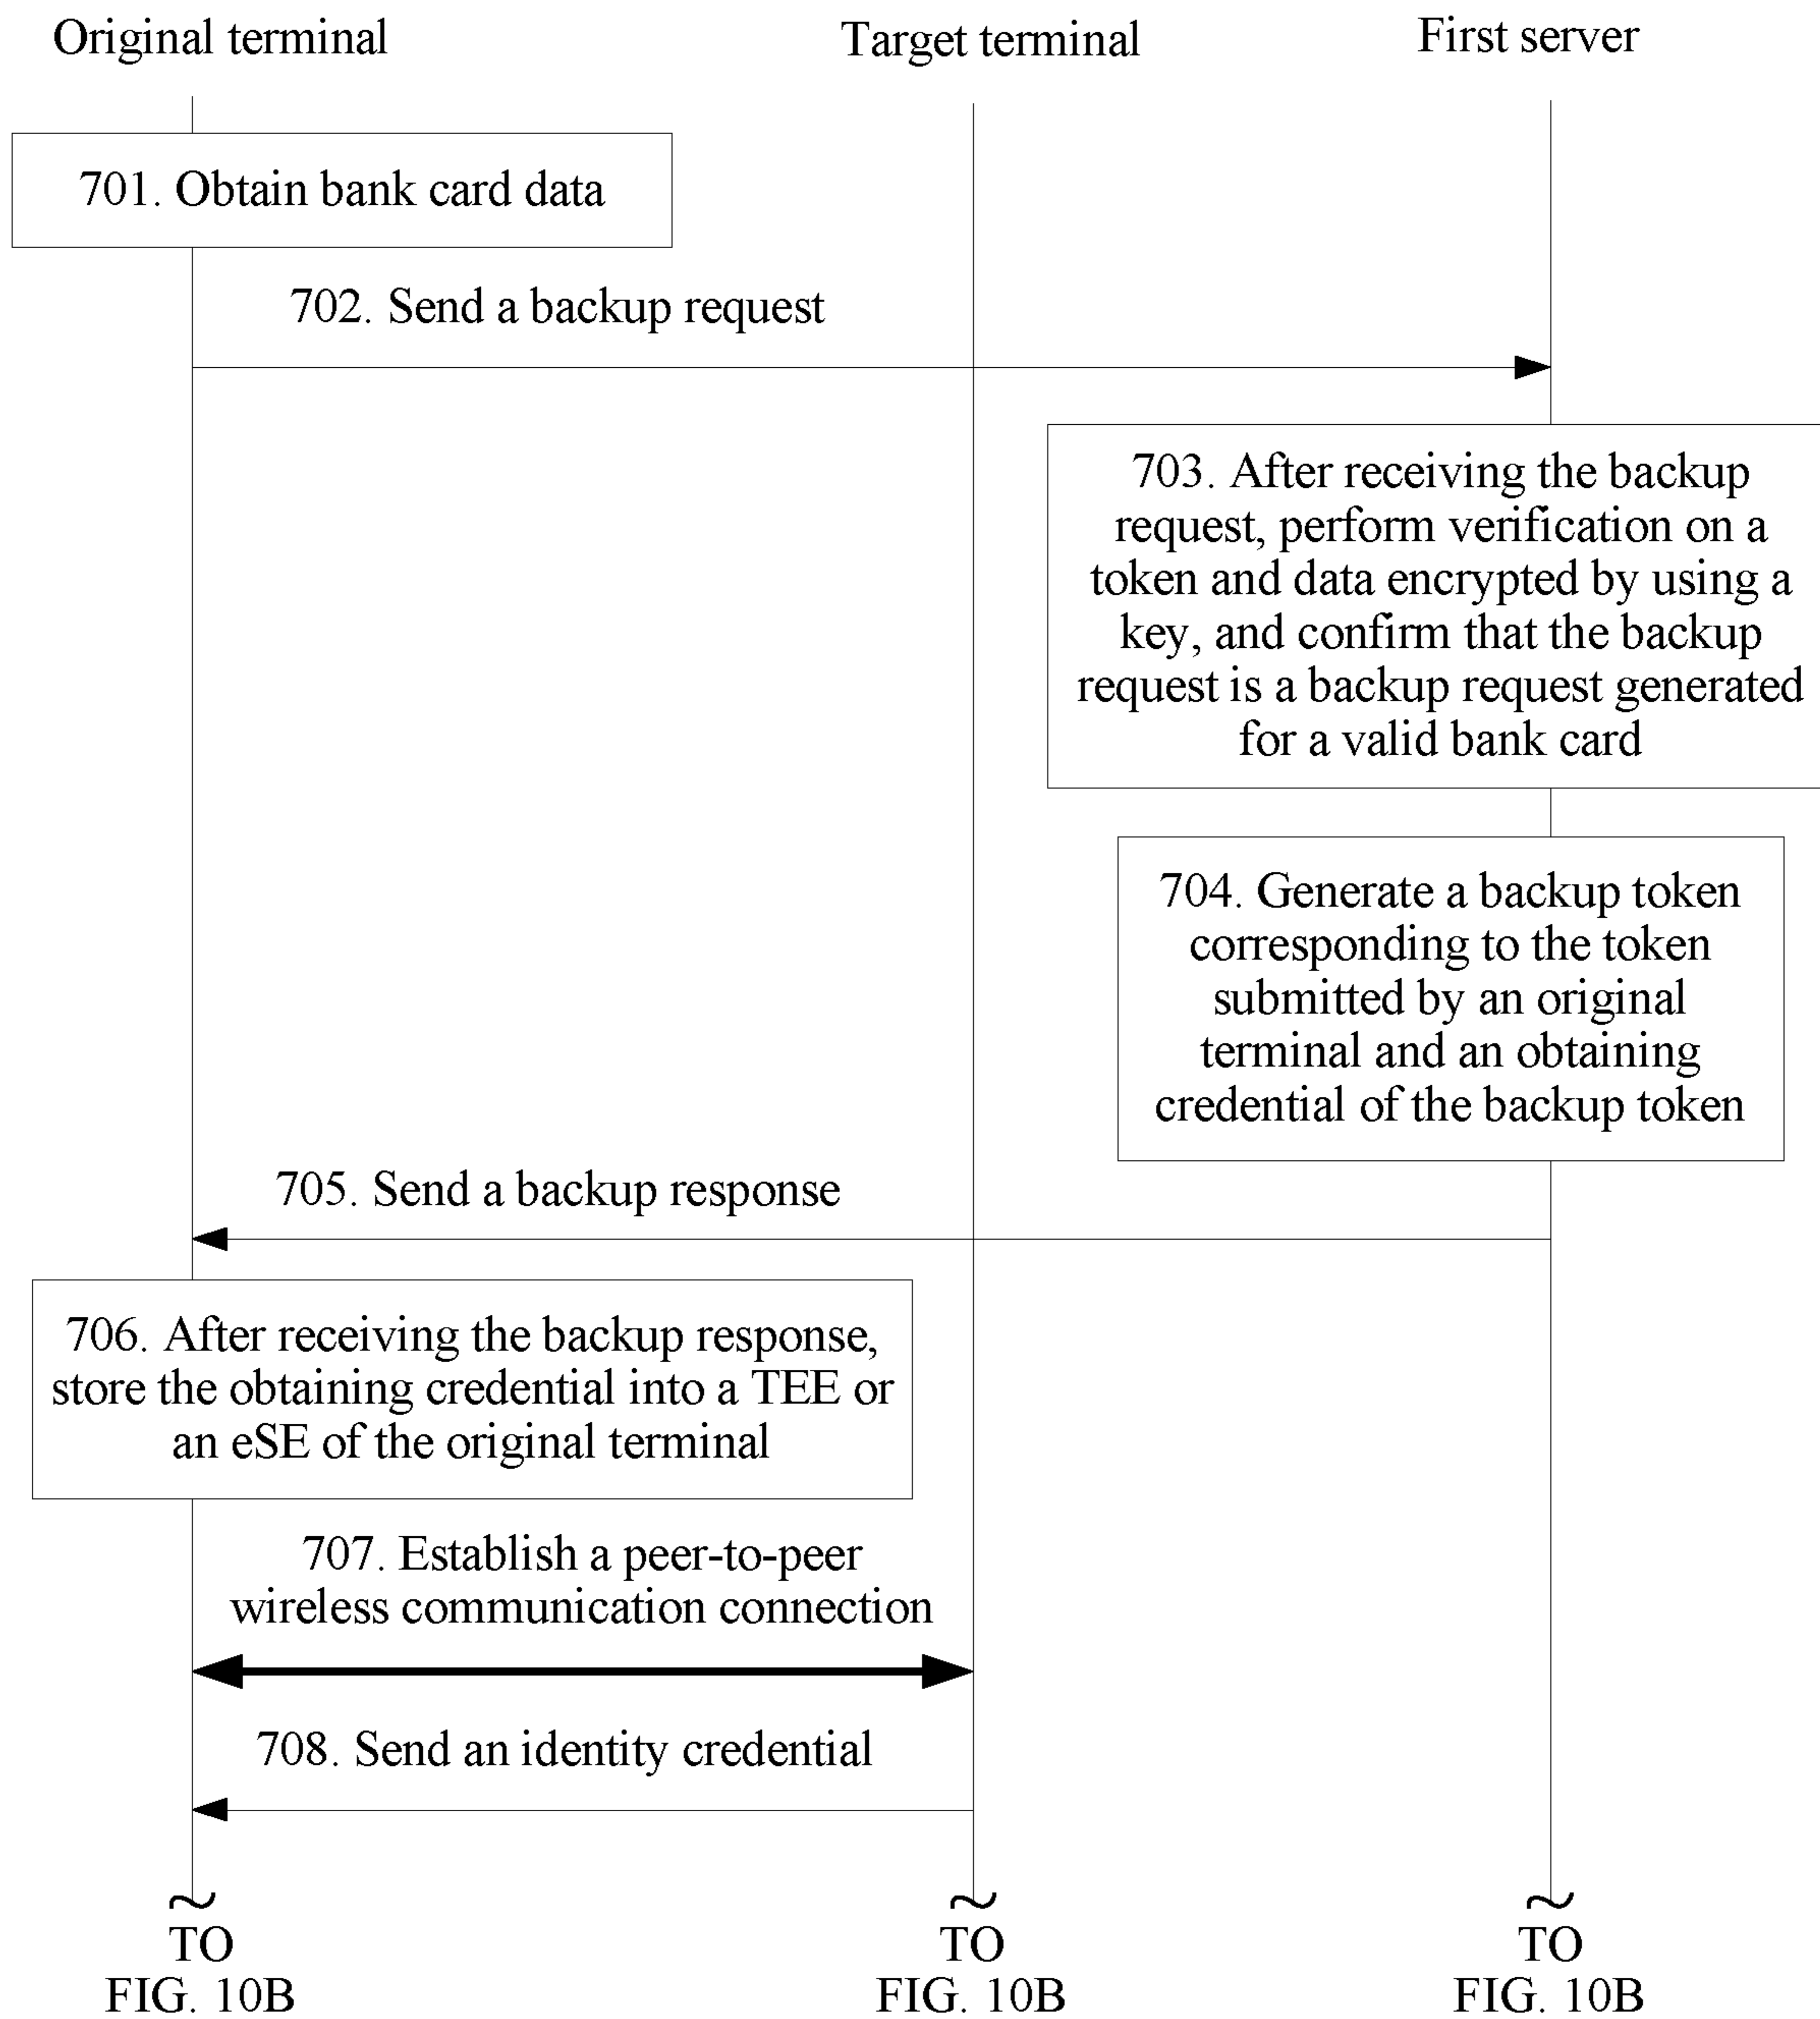 Original terminal
Target terminal
First server
701. Obtain bank card data
702. Send a backup request
703. After receiving the backup
request, perform verification on a
token and data encrypted by using a
key, and confirm that the backup
request is a backup request generated
for a valid bank card
704. Generate a backup token
corresponding to the token
submitted by an original
terminal and an obtaining
credential of the backup token
705. Send a backup response
706. After receiving the backup response,
store the obtaining credential into a TEE or
an eSE of the original terminal
707. Establish a peer-to-peer
wireless communication connection
708. Send an identity credential
TO
FIG. 10B
TO
FIG. 10B
TO
FIG. 10B